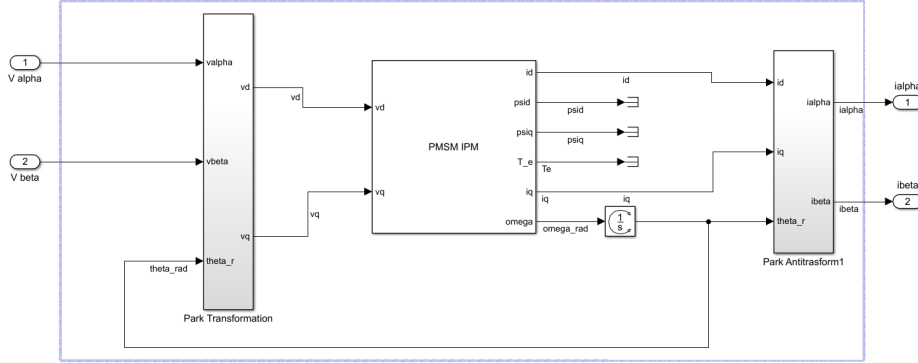 1
V alpha
2
V beta
valpha
vd
vbeta
vq
theta_r
theta_rad
Park Transformation
vd
vq
vd
vq
PMSM IPM
id
psid
psiq
T_e
iq
omega
id
psid
psiq
Te
iq
iq
omega_rad
1
s
id
iq
theta_r
ialpha
ibeta
Park Antitrasform1
ialpha
1
ialpha
ibeta
2
ibeta